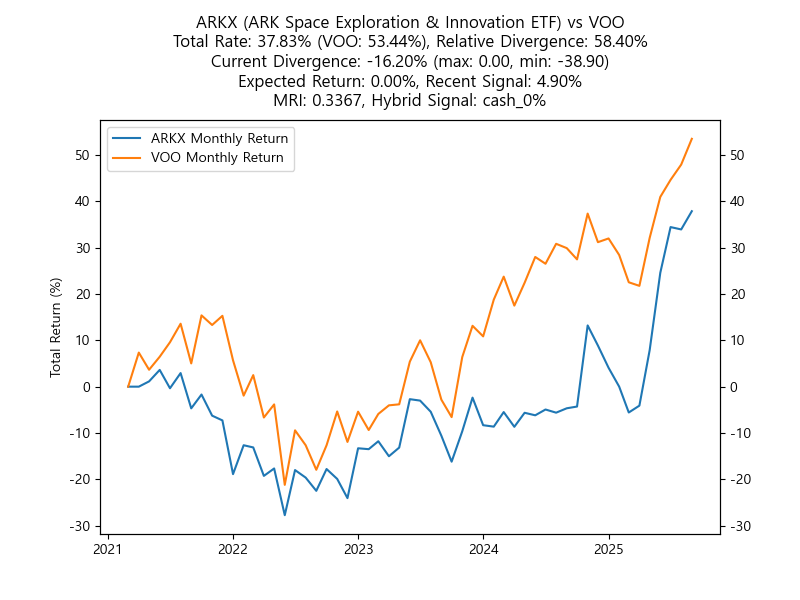 ARKX (ARK Space Exploration & Innovation ETF) vs VOO
Total Rate: 37.83% (VOO: 53.44%), Relative Divergence: 58.40%
Current Divergence: -16.20% (max: 0.00, min: -38.90)
Expected Return: 0.00%, Recent Signal: 4.90%
MRI: 0.3367, Hybrid Signal: cash_0%
ARKX Monthly Return
VOO Monthly Return
Total Return (%)
50
40
30
20
10
0
-10
-20
-30
50
40
30
20
10
0
-10
-20
-30
2021
2022
2023
2024
2025